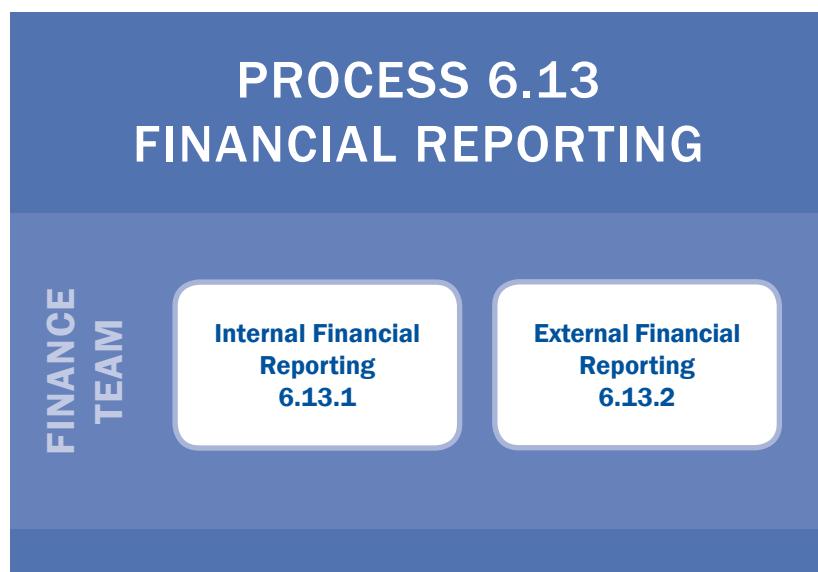 PROCESS 6.13
FINANCIAL REPORTING
FINANCE
TEAM
Internal Financial
Reporting
6.13.1
External Financial
Reporting
6.13.2